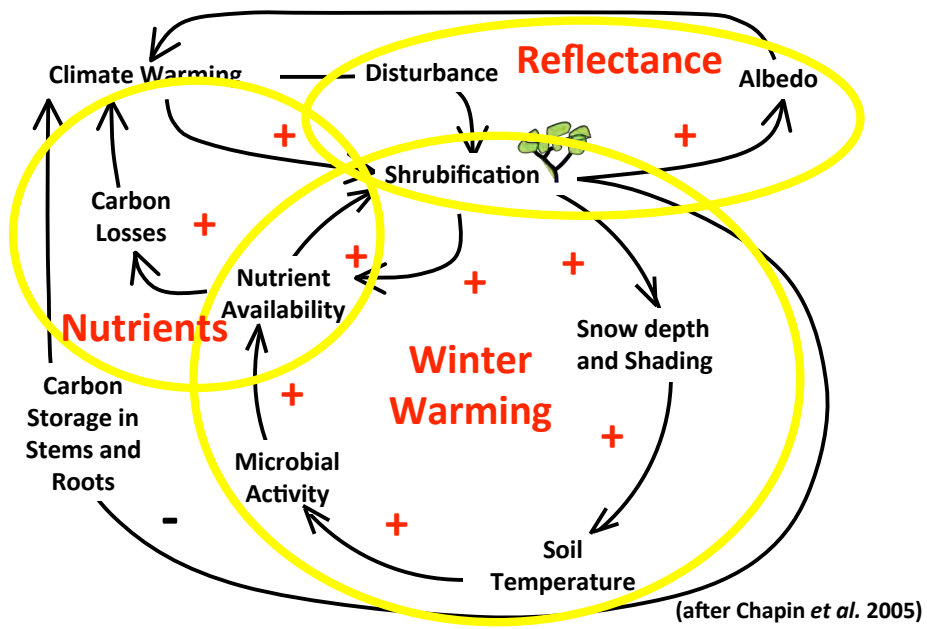 Reflectance
Climate Warming
Disturbance
Albedo
+
+
Shrubification
Carbon
Losses
+
+
+
+
Nutrient
Availability
Nutrients
Snow depth
and Shading
Winter
Warming
Carbon
Storage in
Stems and
Roots
+
+
Microbial
Activity
-
+
Soil
Temperature
(after Chapin et al. 2005)